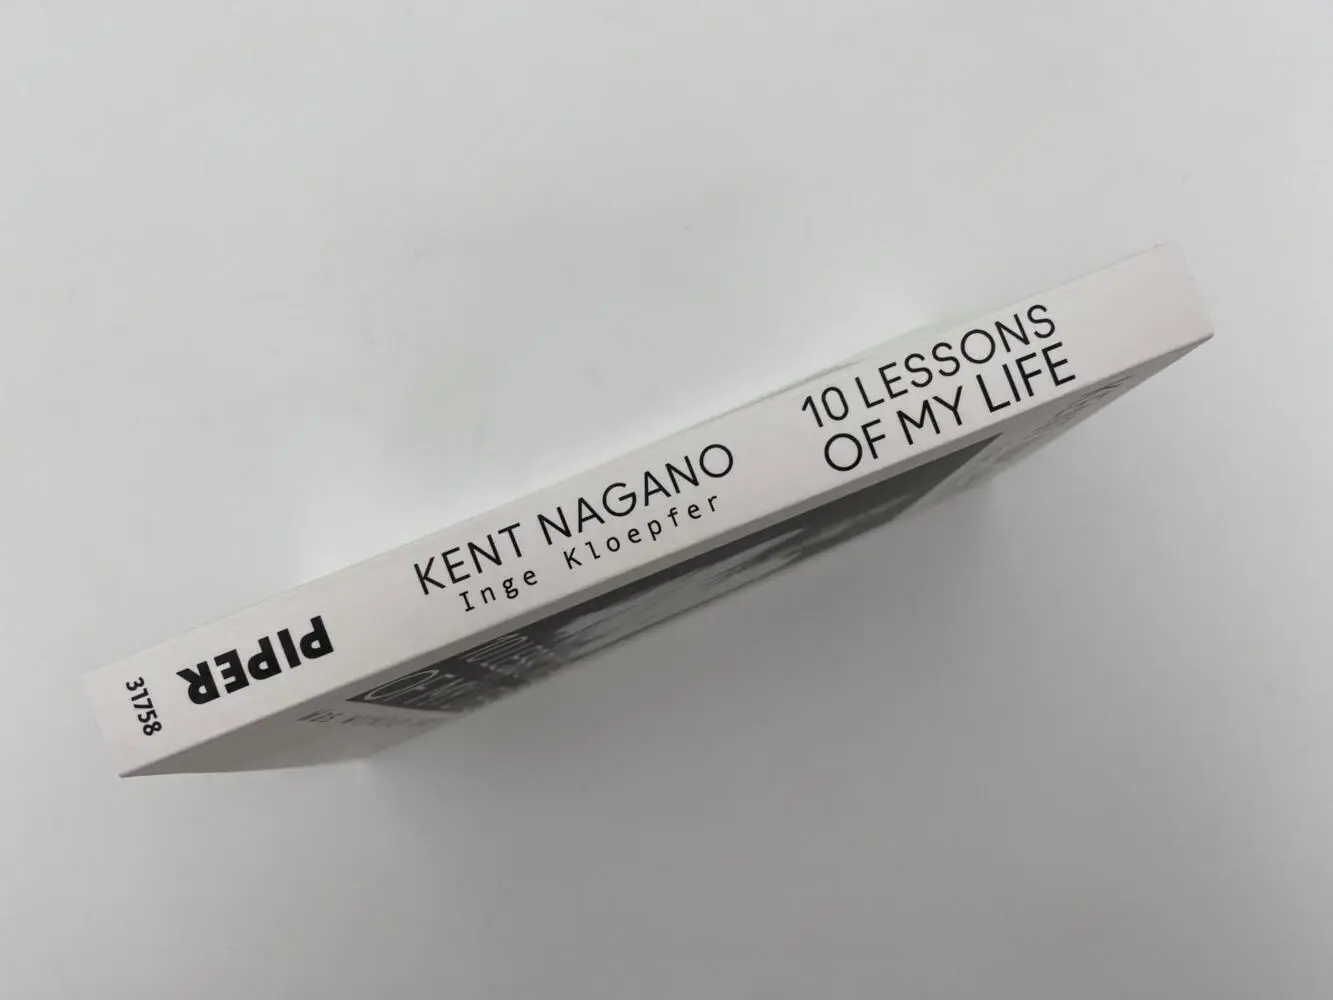 31758
PIPER
KENT NAGANO
Inge Kloepfer
10 LESSONS
OF MY LIFE